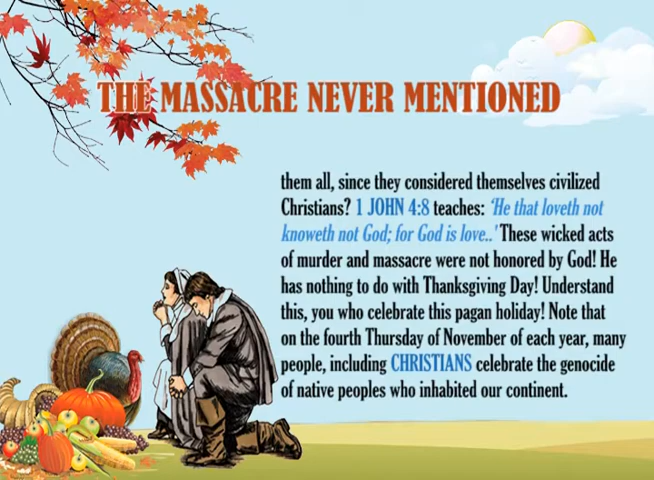 THE MASSACRE NEVER MENTIONED
them all, since they considered themselves civilized
Christians? 1 JOHN 4:8 teaches: 'He that loveth not
knoweth not God; for God is love..' These wicked acts
of murder and massacre were not honored by God! He
has nothing to do with Thanksgiving Day! Understand
this, you who celebrate this pagan holiday! Note that
on the fourth Thursday of November of each year, many
people, including CHRISTIANS celebrate the genocide
of native peoples who inhabited our continent.